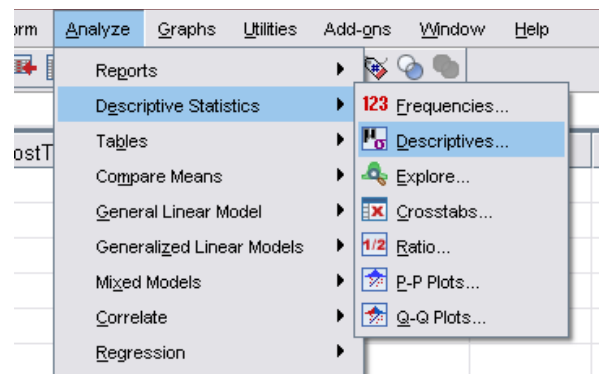 orm Analyze Graphs Utilities Add-ons Window Help
Reports
Descriptive Statistics 123 Frequencies...
ostT Tables μσ Descriptives...
Compare Means Explore...
General Linear Model Crosstabs...
Generalized Linear Models 1/2 Ratio...
Mixed Models P-P Plots...
Correlate Q-Q Plots...
Regression